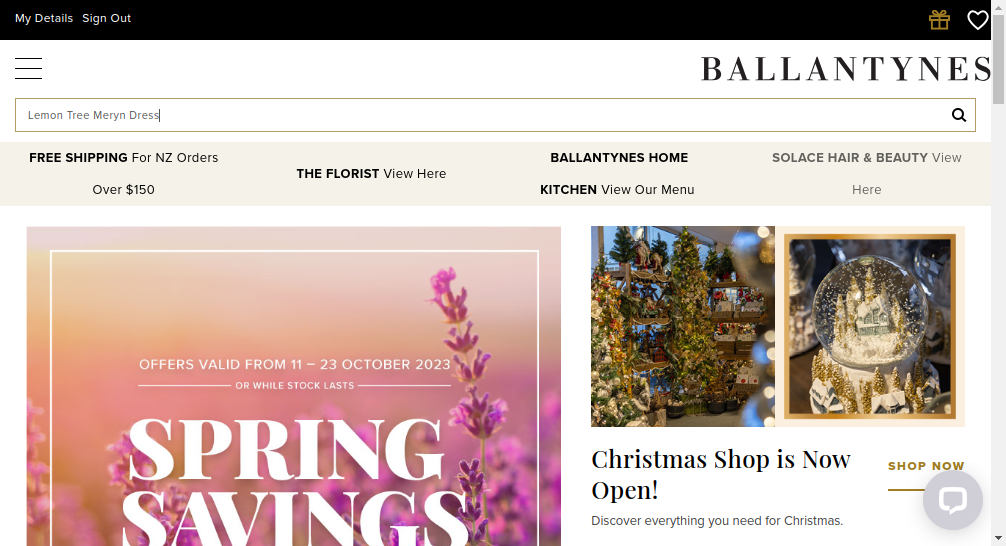 My Details Sign Out
BALLANTYNES
Lemon Tree Meryn Dress
FREE SHIPPING For NZ Orders
Over $150
THE FLORIST View Here
BALLANTYNES HOME
KITCHEN View Our Menu
SOLACE HAIR & BEAUTY View
Here
OFFERS VALID FROM 11 – 23 OCTOBER 2023
OR WHILE STOCK LASTS
SPRING
SAVINGS
Christmas Shop is Now
Open!
SHOP NOW
Discover everything you need for Christmas.